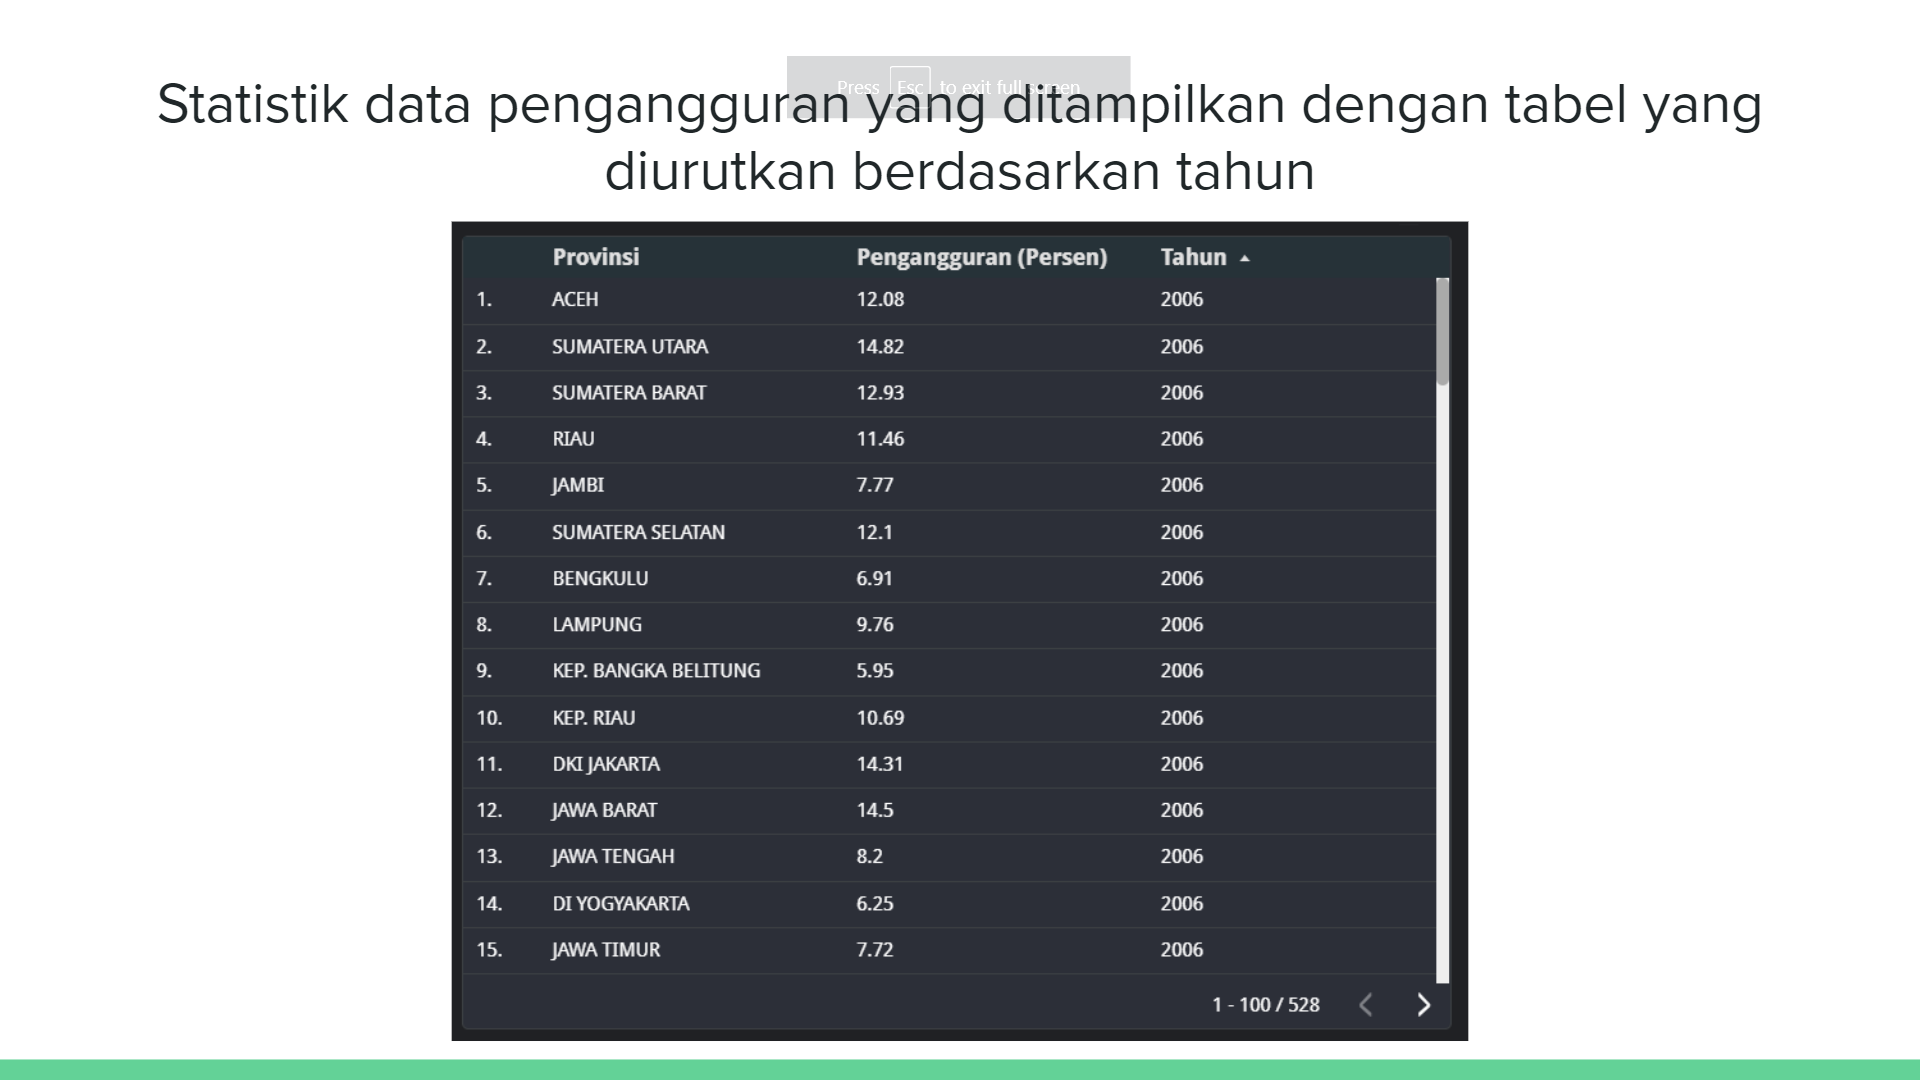 Press Esc to exit full screen
Statistik data pengangguran yang ditampilkan dengan tabel yang
diurutkan berdasarkan tahun
Provinsi Pengangguran (Persen) Tahun
1. ACEH 12.08 2006
2. SUMATERA UTARA 14.82 2006
3. SUMATERA BARAT 12.93 2006
4. RIAU 11.46 2006
5. JAMBI 7.77 2006
6. SUMATERA SELATAN 12.1 2006
7. BENGKULU 6.91 2006
8. LAMPUNG 9.76 2006
9. KEP. BANGKA BELITUNG 5.95 2006
10. KEP. RIAU 10.69 2006
11. DKI JAKARTA 14.31 2006
12. JAWA BARAT 14.5 2006
13. JAWA TENGAH 8.2 2006
14. DI YOGYAKARTA 6.25 2006
15. JAWA TIMUR 7.72 2006
1 - 100 / 528